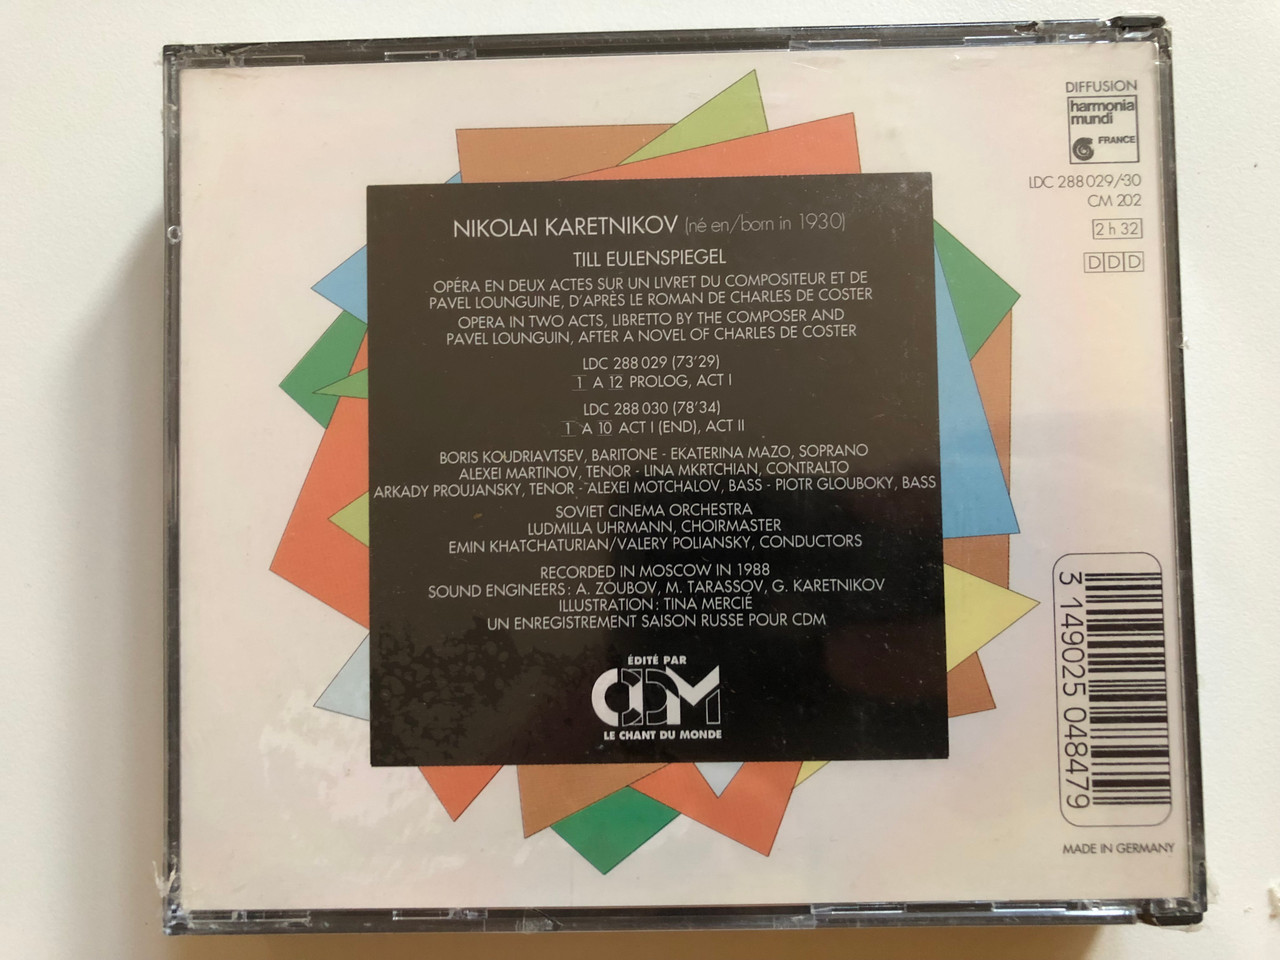 DIFFUSION
harmonia
mundi
FRANCE
LDC 288 029/-30
CM 202
2 h 32
DDD
NIKOLAI KARETNIKOV (né en/born in 1930)
TILL EULENSPIEGEL
OPÉRA EN DEUX ACTES SUR UN LIVRET DU COMPOSITEUR ET DE
PAVEL LOUNGUINE, D'APRÈS LE ROMAN DE CHARLES DE COSTER
OPERA IN TWO ACTS, LIBRETTO BY THE COMPOSER AND
PAVEL LOUNGUIN, AFTER A NOVEL OF CHARLES DE COSTER
LDC 288 029 (73'29)
1 A 12 PROLOG, ACT I
LDC 288 030 (78'34)
1 A 10 ACT I (END), ACT II
BORIS KOUDRIAVTSEV, BARITONE - EKATERINA MAZO, SOPRANO
ALEXEI MARTINOV, TENOR - LINA MKRTCHIAN, CONTRALTO
ARKADY PROUJANSKY, TENOR - ALEXEI MOTCHALOV, BASS - PIOTR GLOUBOKY, BASS
SOVIET CINEMA ORCHESTRA
LUDMILLA UHRMANN, CHOIRMASTER
EMIN KHATCHATURIAN/VALERY POLIANSKY, CONDUCTORS
RECORDED IN MOSCOW IN 1988
SOUND ENGINEERS: A. ZOUBOV, M. TARASSOV, G. KARETNIKOV
ILLUSTRATION: TINA MERCIÉ
UN ENREGISTREMENT SAISON RUSSE POUR CDM
ÉDITÉ PAR
CDM
LE CHANT DU MONDE
3 149025 048479
MADE IN GERMANY